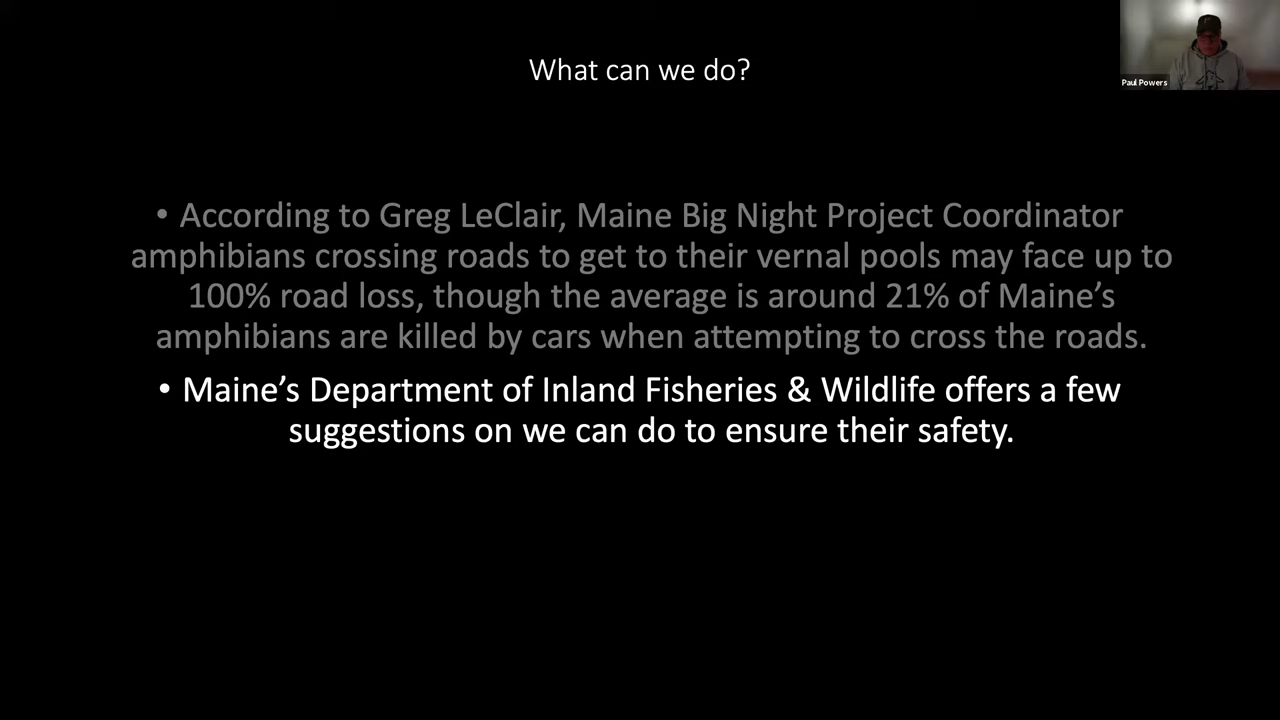 What can we do?
Paul Powers
• According to Greg LeClair, Maine Big Night Project Coordinator
amphibians crossing roads to get to their vernal pools may face up to
100% road loss, though the average is around 21% of Maine’s
amphibians are killed by cars when attempting to cross the roads.
• Maine’s Department of Inland Fisheries & Wildlife offers a few
suggestions on we can do to ensure their safety.